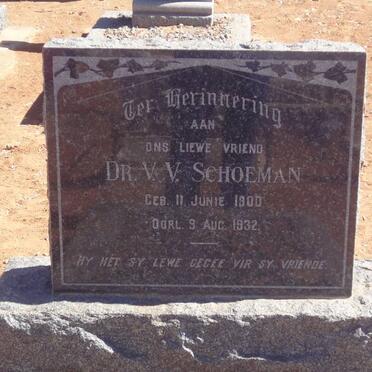 Ter Herinnering
AAN
ONS LIEWE VRIEND
DR. V. V. SCHOEMAN
GEB. 11 JUNIE 1900
OORL. 9 AUG. 1932.
HY HET SY LEWE GEGEE VIR SY VRIENDE.